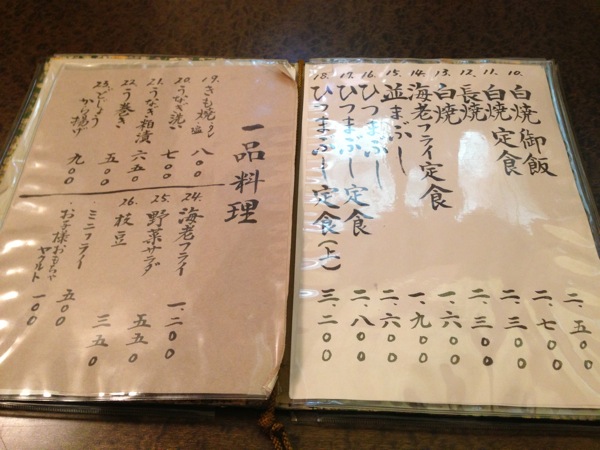 10. 白焼御飯 二、五〇〇
11. 白焼定食 二、七〇〇
12. 長焼 二、三〇〇
13. 白焼 二、三〇〇
14. 海老フライ定食 一、六〇〇
15. 並まぶし 一、九〇〇
16. ひつまぶし 二、六〇〇
17. ひつまぶし定食 二、八〇〇
18. ひつまぶし定食(上) 三、二〇〇
一品料理
19. きも焼 塩 八〇〇
20. うなぎ洗い 七〇〇
21. うなぎ粕漬 六五〇
22. う巻き 五〇〇
23. どじょう
から揚げ 九〇〇
24. 海老フライ 一、二〇〇
25. 野菜サラダ 五五〇
26. 枝豆 三五〇
・ミニフライ 五〇〇
・お子様おもちゃ
ヤクルト 一〇〇